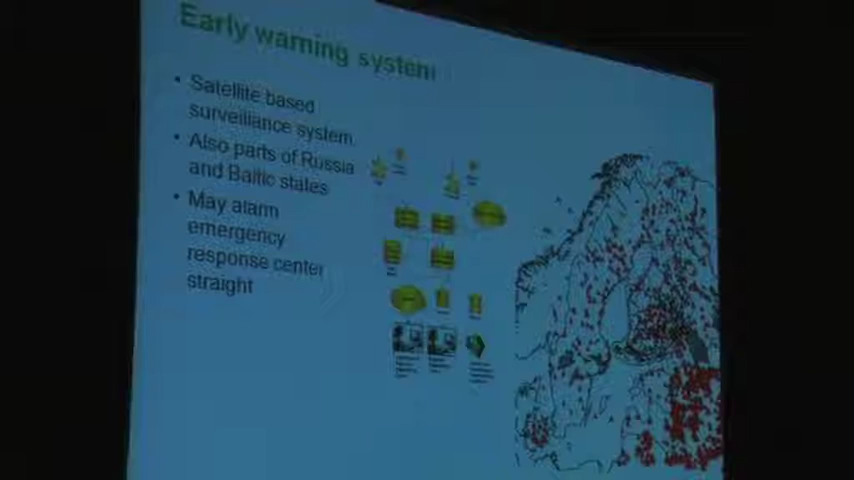 Early warning system
• Satellite based
surveillance system
• Also parts of Russia
and Baltic states
• May alarm
emergency
response center
straight